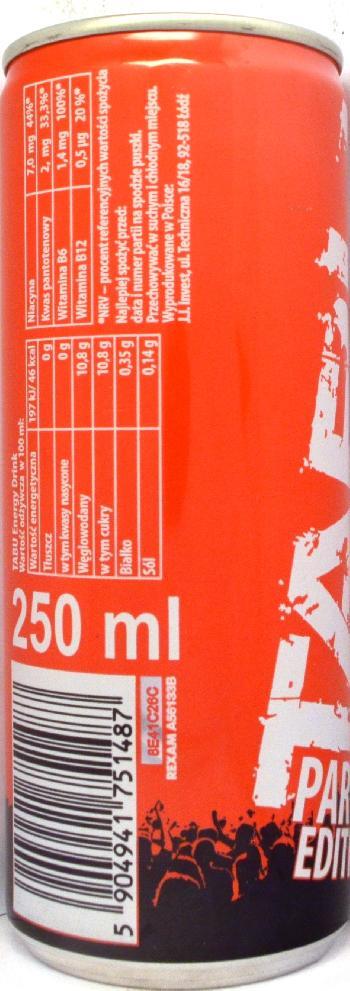 TABU Energy Drink
Wartość odżywcza w 100 ml:
Wartość energetyczna 197 kJ/ 46 kcal
Tłuszcz 0 g
w tym kwasy nasycone 0 g
Węglowodany 10,8 g
w tym cukry 10,8 g
Białko 0,35 g
Sól 0,14 g
Niacyna 7,0 mg 44%*
Kwas pantotenowy 2, mg 33,3%*
Witamina B6 1,4 mg 100%*
Witamina B12 0,5 µg 20 %*
*NRV – procent referencyjnych wartości spożycia
Najlepiej spożyć przed:
data i numer partii na spodzie puszki,
Przechowywać w suchym i chłodnym miejscu.
Wyprodukowane w Polsce:
J.J. Invest, ul. Techniczna 16/18, 92-518 Łódź
250 ml
5 904941 751487
8E41C26C
REXAM A56133B
TA
PAR
EDIT